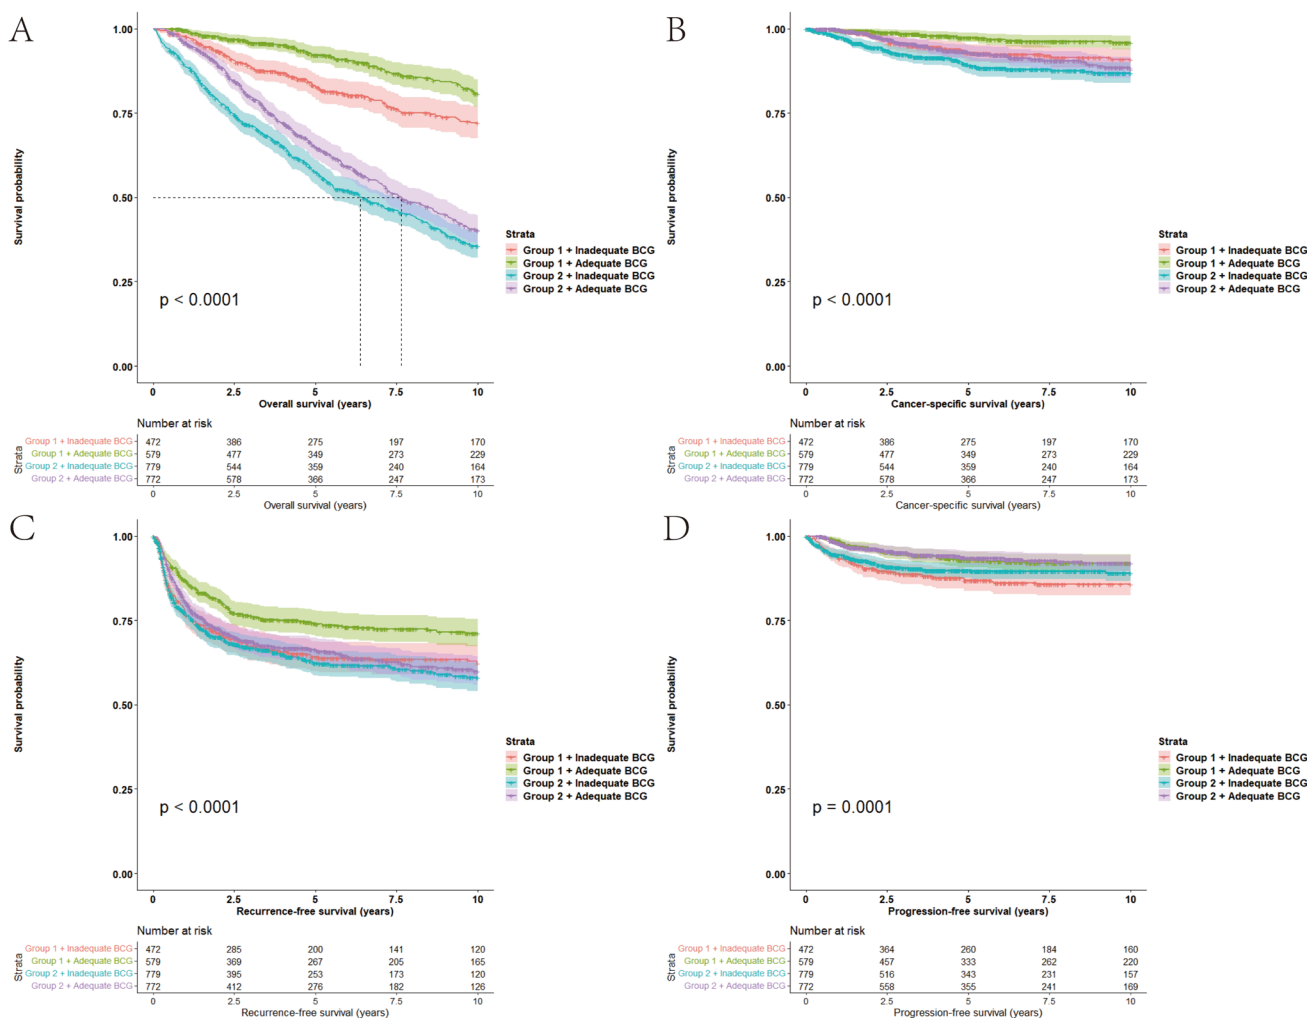 A
1.00
0.75
0.50
0.25
0.00
Survival probability
p < 0.0001
0 2.5 5 7.5 10
Overall survival (years)
Strata
Group 1 + Inadequate BCG
Group 1 + Adequate BCG
Group 2 + Inadequate BCG
Group 2 + Adequate BCG
Number at risk
Strata
Group 1 + Inadequate BCG 472 386 275 197 170
Group 1 + Adequate BCG 579 477 349 273 229
Group 2 + Inadequate BCG 779 544 359 240 164
Group 2 + Adequate BCG 772 578 366 247 173
0 2.5 5 7.5 10
Overall survival (years)
B
1.00
0.75
0.50
0.25
0.00
Survival probability
p < 0.0001
0 2.5 5 7.5 10
Cancer-specific survival (years)
Strata
Group 1 + Inadequate BCG
Group 1 + Adequate BCG
Group 2 + Inadequate BCG
Group 2 + Adequate BCG
Number at risk
Strata
Group 1 + Inadequate BCG 472 386 275 197 170
Group 1 + Adequate BCG 579 477 349 273 229
Group 2 + Inadequate BCG 779 544 359 240 164
Group 2 + Adequate BCG 772 578 366 247 173
0 2.5 5 7.5 10
Cancer-specific survival (years)
C
1.00
0.75
0.50
0.25
0.00
Survival probability
p < 0.0001
0 2.5 5 7.5 10
Recurrence-free survival (years)
Strata
Group 1 + Inadequate BCG
Group 1 + Adequate BCG
Group 2 + Inadequate BCG
Group 2 + Adequate BCG
Number at risk
Strata
Group 1 + Inadequate BCG 472 285 200 141 120
Group 1 + Adequate BCG 579 369 267 205 165
Group 2 + Inadequate BCG 779 395 253 173 120
Group 2 + Adequate BCG 772 412 276 182 126
0 2.5 5 7.5 10
Recurrence-free survival (years)
D
1.00
0.75
0.50
0.25
0.00
Survival probability
p = 0.0001
0 2.5 5 7.5 10
Progression-free survival (years)
Strata
Group 1 + Inadequate BCG
Group 1 + Adequate BCG
Group 2 + Inadequate BCG
Group 2 + Adequate BCG
Number at risk
Strata
Group 1 + Inadequate BCG 472 364 260 184 160
Group 1 + Adequate BCG 579 457 333 262 220
Group 2 + Inadequate BCG 779 516 343 231 157
Group 2 + Adequate BCG 772 558 355 241 169
0 2.5 5 7.5 10
Progression-free survival (years)